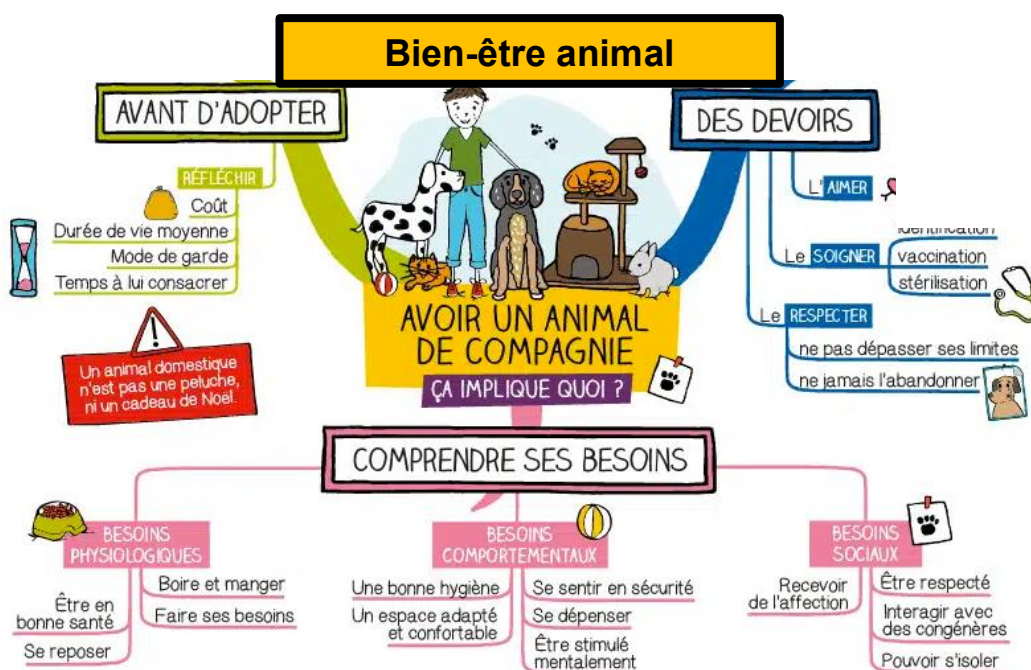 Bien-être animal
AVANT D'ADOPTER
RÉFLÉCHIR
Coût
Durée de vie moyenne
Mode de garde
Temps à lui consacrer
Un animal domestique
n'est pas une peluche,
ni un cadeau de Noël.
AVOIR UN ANIMAL
DE COMPAGNIE
ÇA IMPLIQUE QUOI ?
DES DEVOIRS
L'AIMER
Le SOIGNER
identification
vaccination
stérilisation
Le RESPECTER
ne pas dépasser ses limites
ne jamais l'abandonner
COMPRENDRE SES BESOINS
BESOINS
PHYSIOLOGIQUES
Boire et manger
Être en
bonne santé
Faire ses besoins
Se reposer
BESOINS
COMPORTEMENTAUX
Une bonne hygiène
Un espace adapté
et confortable
Se sentir en sécurité
Se dépenser
Être stimulé
mentalement
BESOINS
SOCIAUX
Recevoir
de l'affection
Être respecté
Interagir avec
des congénères
Pouvoir s'isoler